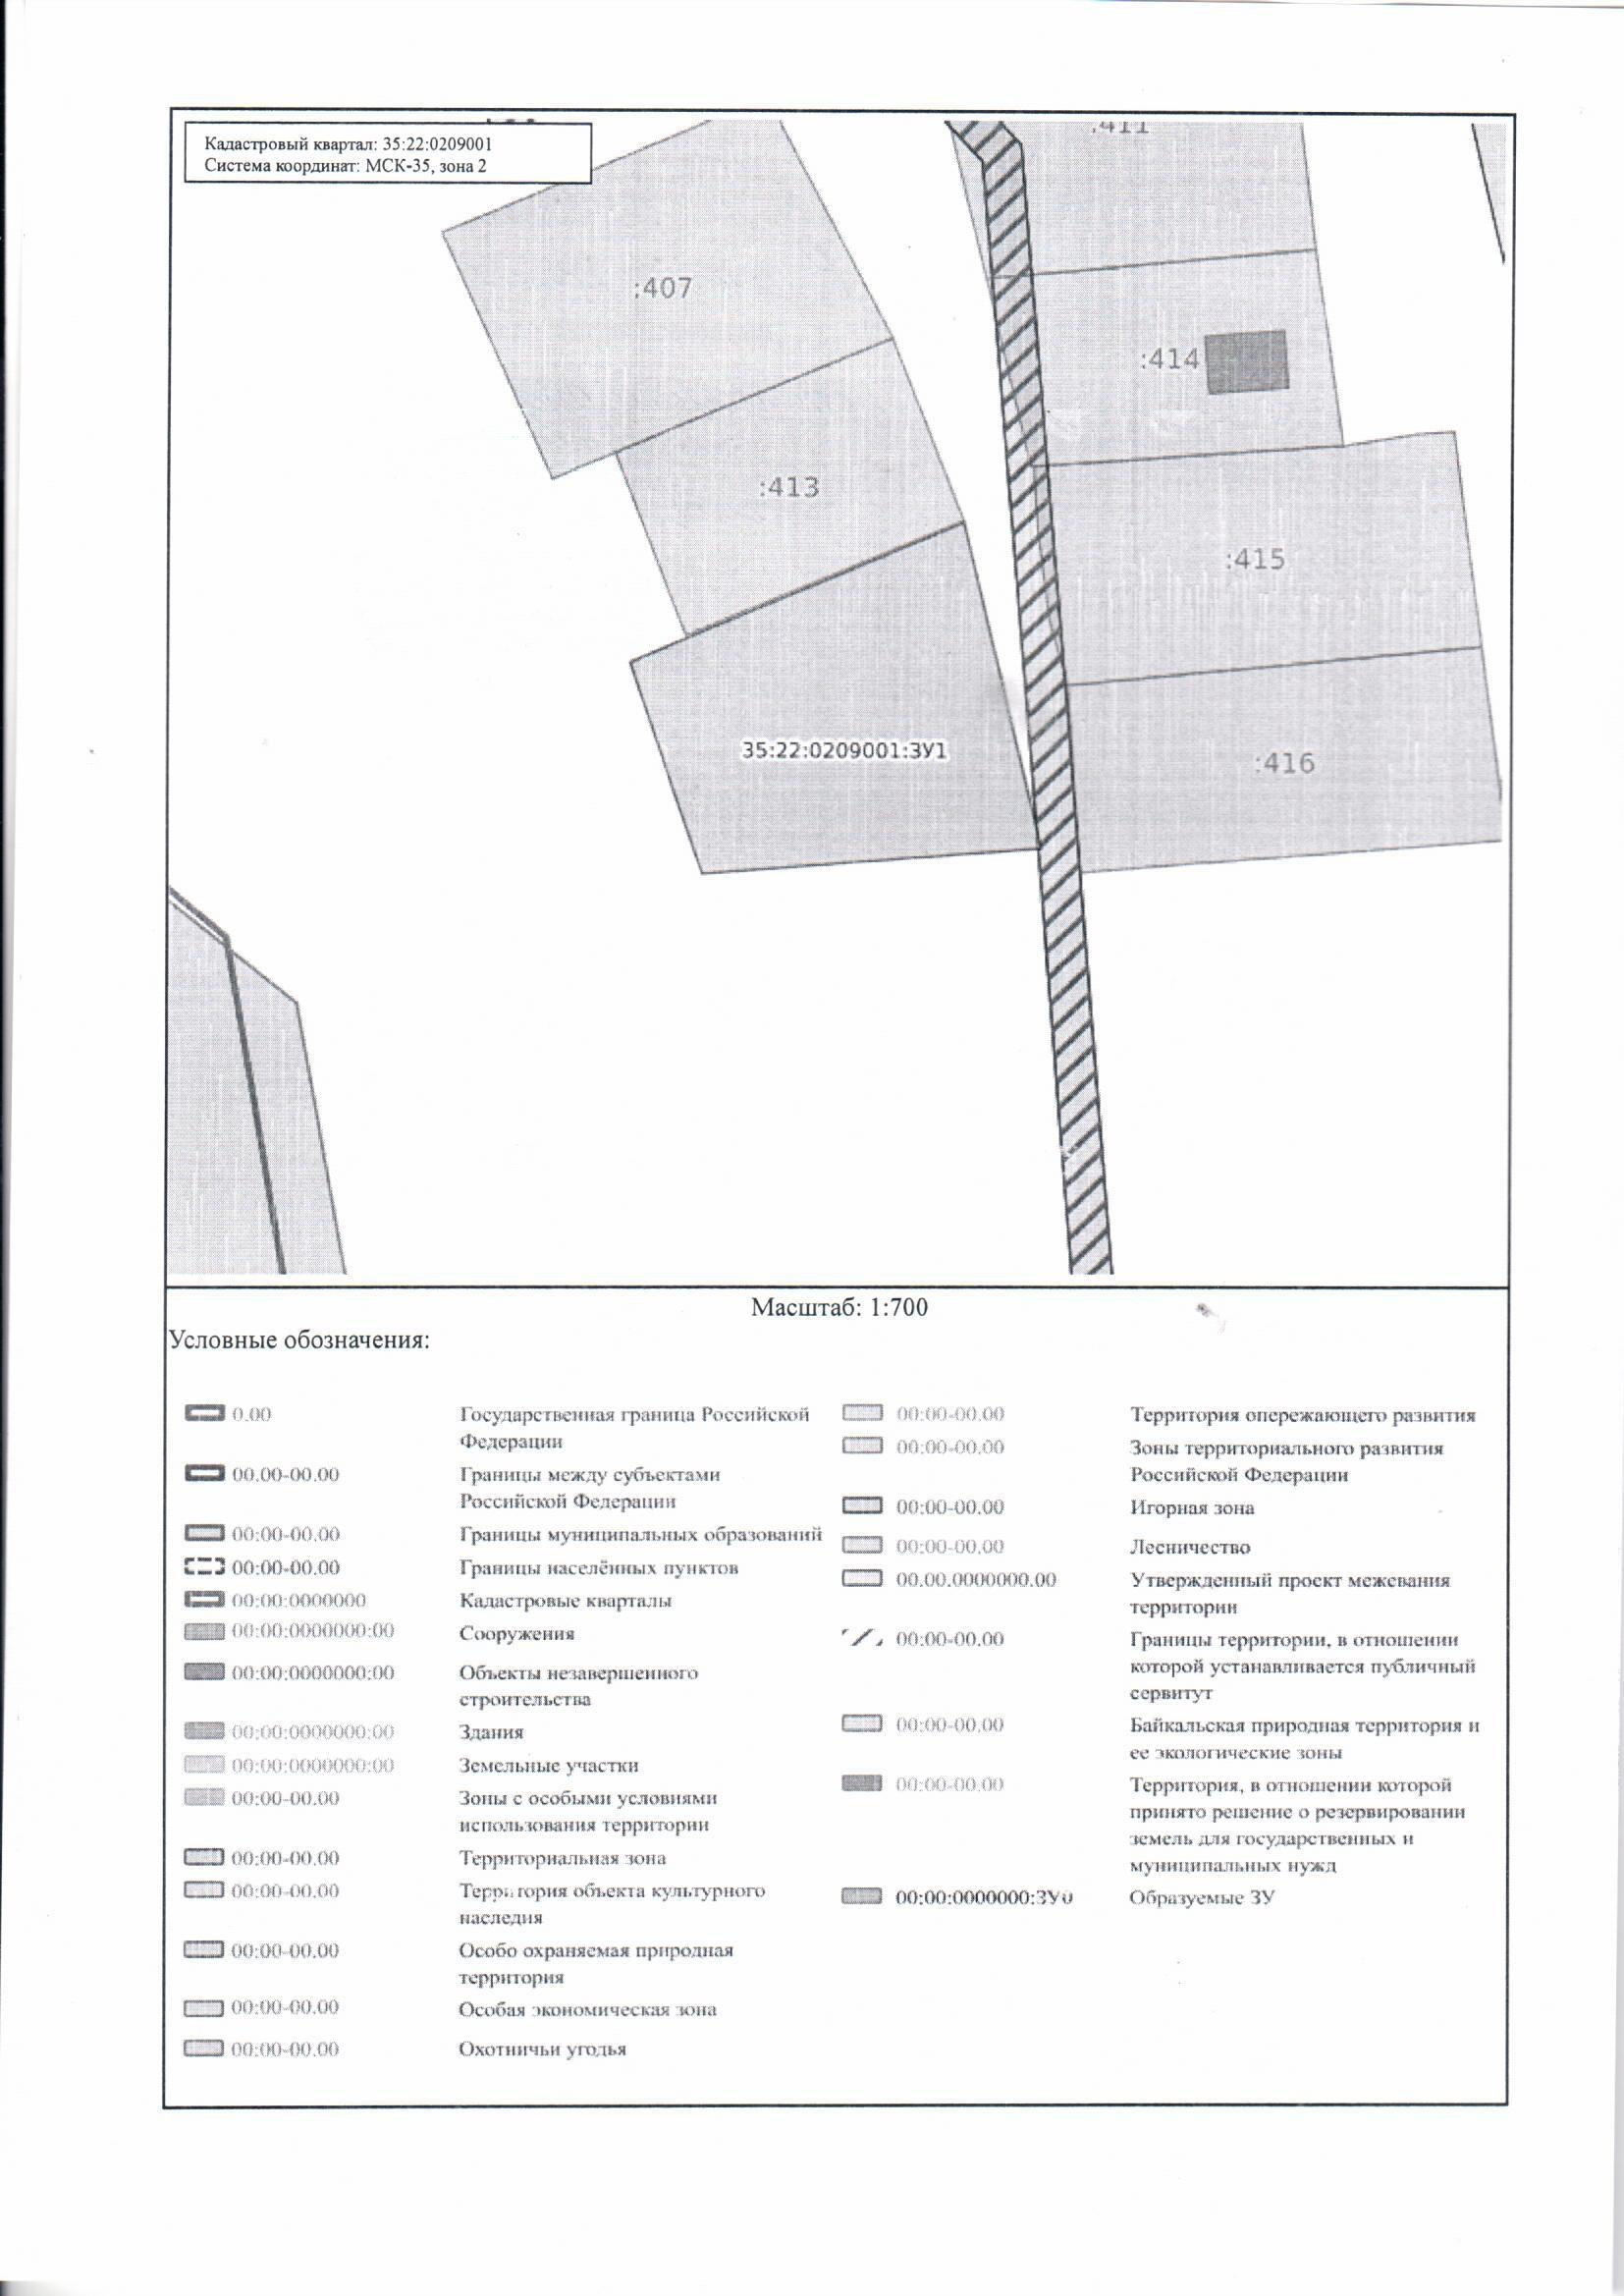 Кадастровый квартал: 35:22:0209001
Система координат: МСК-35, зона 2
:411
:407
:414
:413
:415
35:22:0209001:ЗУ1
:416
Масштаб: 1:700
Условные обозначения:
0.00 Государственная граница Российской
Федерации
00.00-00.00 Границы между субъектами
Российской Федерации
00:00-00.00 Границы муниципальных образований
00:00-00.00 Границы населённых пунктов
00:00:0000000 Кадастровые кварталы
00:00:0000000:00 Сооружения
00:00:0000000:00 Объекты незавершенного
строительства
00:00:0000000:00 Здания
00:00:0000000:00 Земельные участки
00:00-00.00 Зоны с особыми условиями
использования территории
00:00-00.00 Территориальная зона
00:00-00.00 Территория объекта культурного
наследия
00:00-00.00 Особо охраняемая природная
территория
00:00-00.00 Особая экономическая зона
00:00-00.00 Охотничьи угодья
00:00-00.00 Территория опережающего развития
00:00-00.00 Зоны территориального развития
Российской Федерации
00:00-00.00 Игорная зона
00:00-00.00 Лесничество
00.00.0000000.00 Утвержденный проект межевания
территории
00:00-00.00 Границы территории, в отношении
которой устанавливается публичный
сервитут
00:00-00.00 Байкальская природная территория и
ее экологические зоны
00:00-00.00 Территория, в отношении которой
принято решение о резервировании
земель для государственных и
муниципальных нужд
00:00:0000000:ЗУ0 Образуемые ЗУ